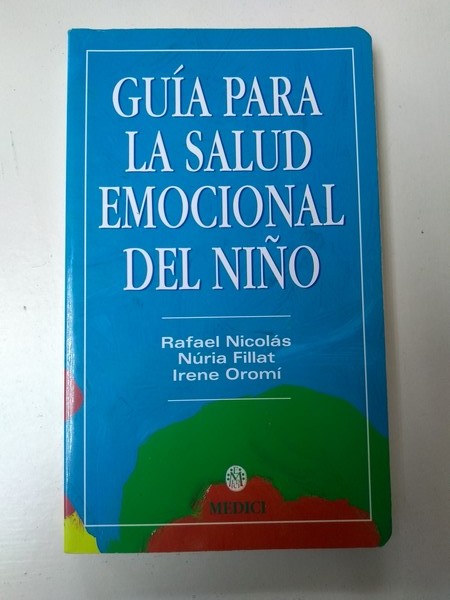 GUÍA PARA
LA SALUD
EMOCIONAL
DEL NIÑO
Rafael Nicolás
Núria Fillat
Irene Oromí
MEDICI